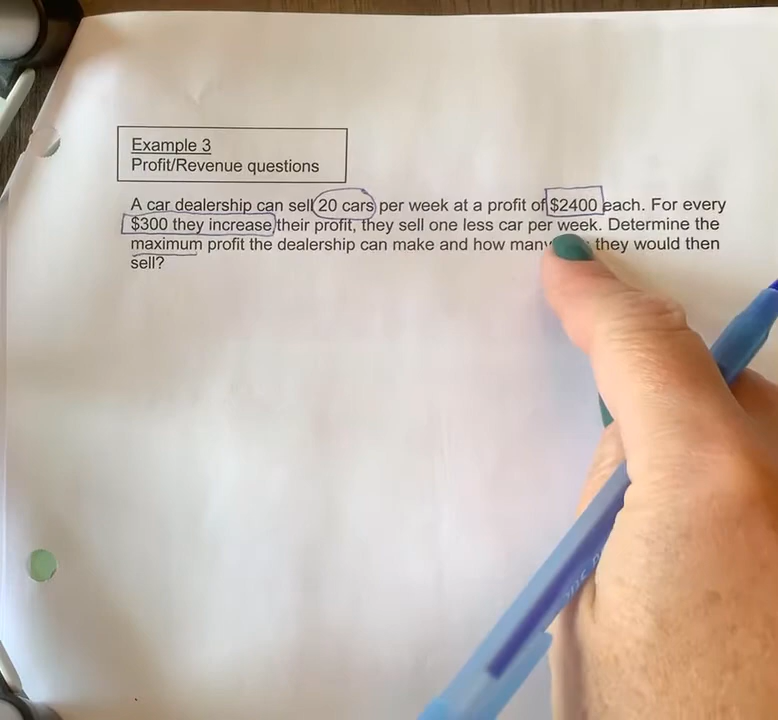 Example 3
Profit/Revenue questions
A car dealership can sell 20 cars per week at a profit of $2400 each. For every
$300 they increase their profit, they sell one less car per week. Determine the
maximum profit the dealership can make and how many they would then
sell?